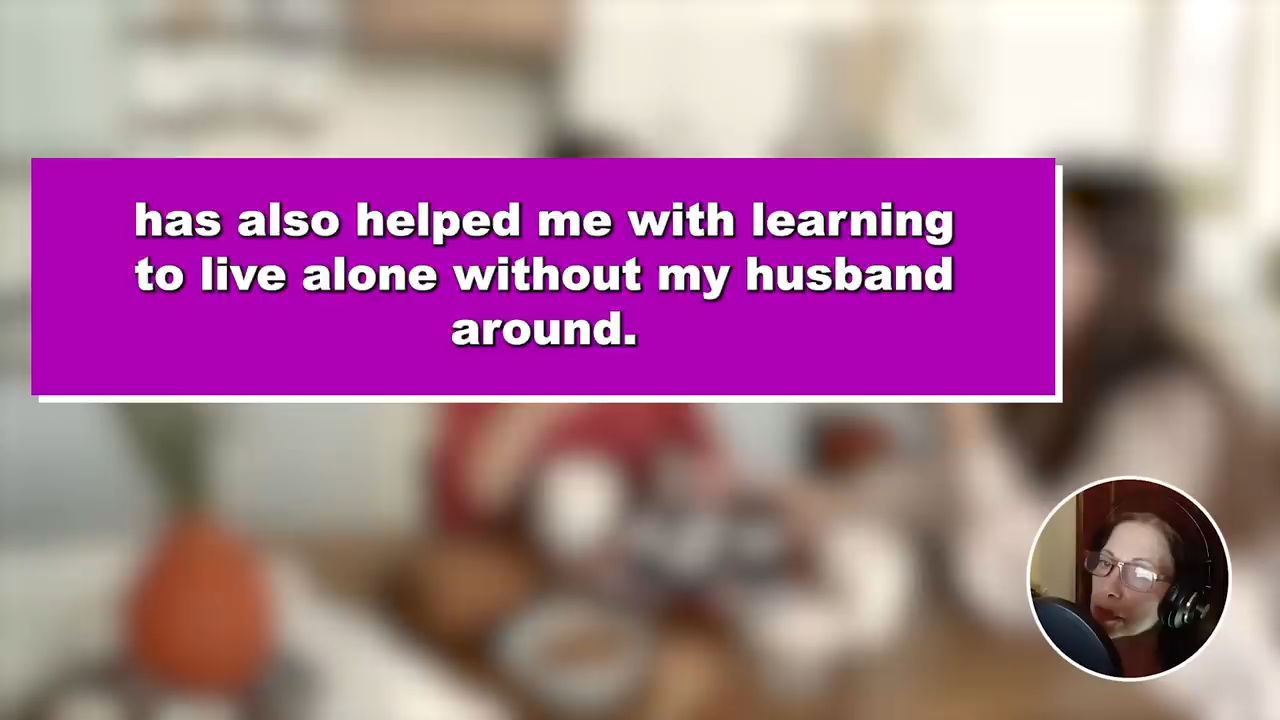 has also helped me with learning
to live alone without my husband
around.